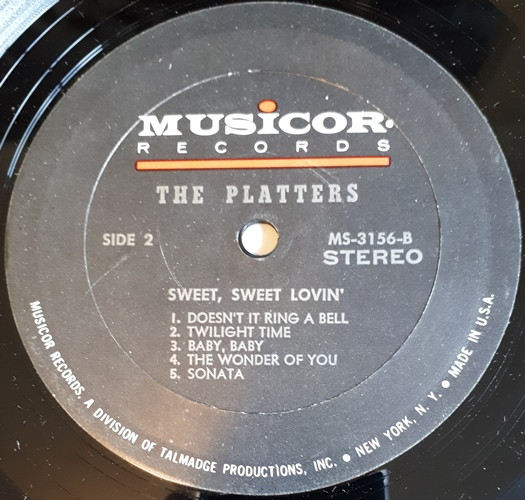 MUSICOR
RECORDS
THE PLATTERS
SIDE 2
MS-3156-B
STEREO
SWEET, SWEET LOVIN'
1. DOESN'T IT RING A BELL
2. TWILIGHT TIME
3. BABY, BABY
4. THE WONDER OF YOU
5. SONATA
MUSICOR RECORDS, A DIVISION OF TALMADGE PRODUCTIONS, INC. ● NEW YORK, N. Y. ● MADE IN U.S.A.